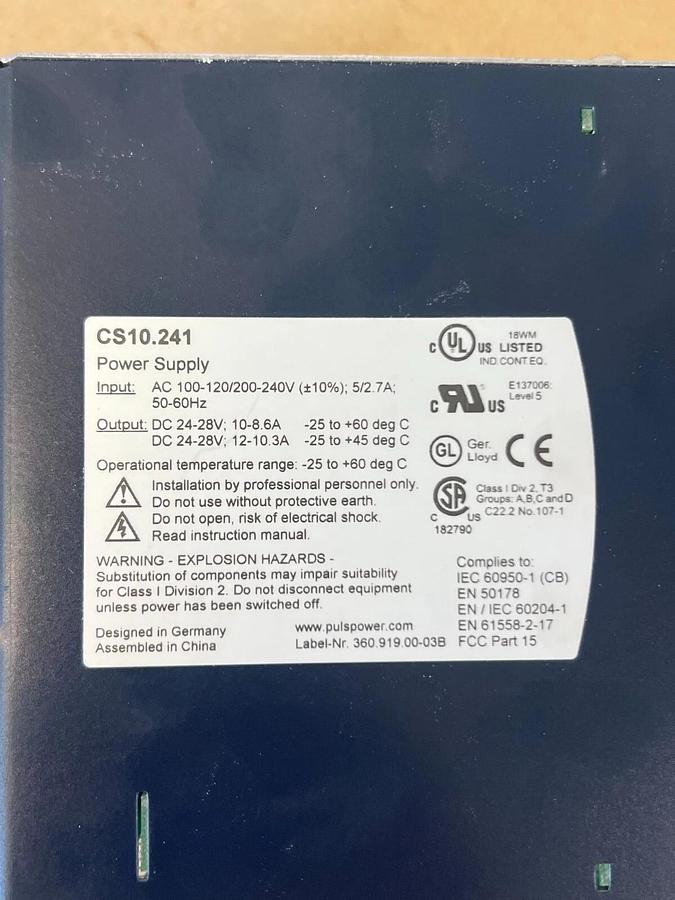 CS10.241
Power Supply
Input: AC 100-120/200-240V (±10%); 5/2.7A;
50-60Hz
Output: DC 24-28V; 10-8.6A -25 to +60 deg C
DC 24-28V; 12-10.3A -25 to +45 deg C
Operational temperature range: -25 to +60 deg C
Installation by professional personnel only.
Do not use without protective earth.
Do not open, risk of electrical shock.
Read instruction manual.
WARNING - EXPLOSION HAZARDS -
Substitution of components may impair suitability
for Class I Division 2. Do not disconnect equipment
unless power has been switched off.
Designed in Germany
Assembled in China
www.pulspower.com
Label-Nr. 360.919.00-03B
C UL US 18WM
LISTED
IND.CONT.EQ.
C RU US E137006:
Level 5
GL Ger.
Lloyd CE
C SA US Class I Div 2, T3
Groups: A,B,C and D
C22.2 No.107-1
182790
Complies to:
IEC 60950-1 (CB)
EN 50178
EN / IEC 60204-1
EN 61558-2-17
FCC Part 15